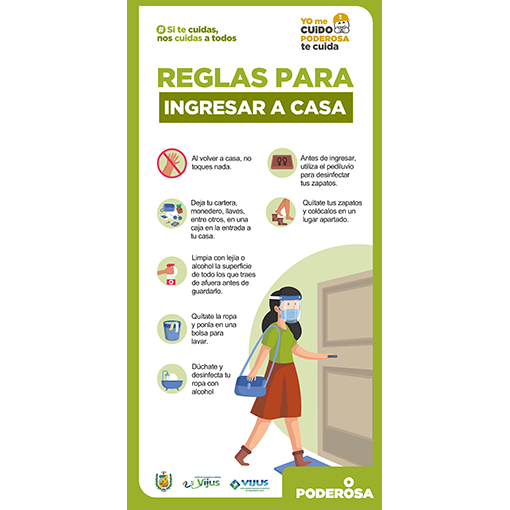 # Si te cuidas,
nos cuidas a todos
YO me
CUIDO
PODEROSA
te cuida
REGLAS PARA
INGRESAR A CASA
Al volver a casa, no
toques nada.
Deja tu cartera,
monedero, llaves,
entre otros, en una
caja en la entrada a
tu casa.
Limpia con lejía o
alcohol la superficie
de todo los que traes
de afuera antes de
guardarlo.
Quítate la ropa
y ponla en una
bolsa para
lavar.
Dúchate y
desinfecta tu
ropa con
alcohol
Antes de ingresar,
utiliza el pediluvio
para desinfectar
tus zapatos.
Quítate tus zapatos
y colócalos en un
lugar apartado.
Vijus
VIJUS
PODEROSA